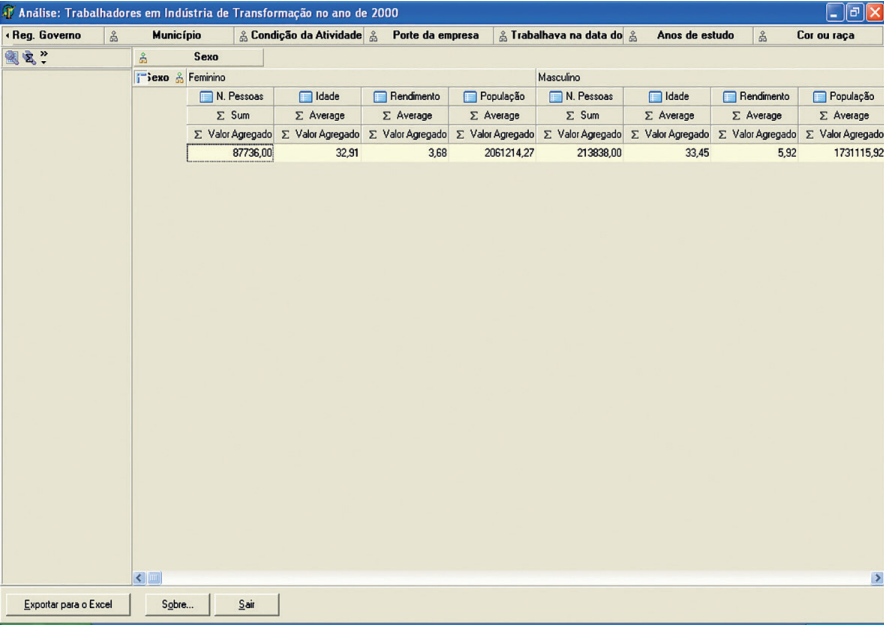 Análise: Trabalhadores em Indústria de Transformação no ano de 2000
Reg. Governo Município Condição da Atividade Porte da empresa Trabalhava na data do Anos de estudo Cor ou raça
Sexo
Sexo Feminino Masculino
N. Pessoas Idade Rendimento População N. Pessoas Idade Rendimento População
Σ Sum Σ Average Σ Average Σ Average Σ Sum Σ Average Σ Average Σ Average
Σ Valor Agregado Σ Valor Agregado Σ Valor Agregado Σ Valor Agregado Σ Valor Agregado Σ Valor Agregado Σ Valor Agregado Σ Valor Agregado
87736,00 32,91 3,68 2061214,27 213838,00 33,45 5,92 1731115,92
Exportar para o Excel Sobre... Sair